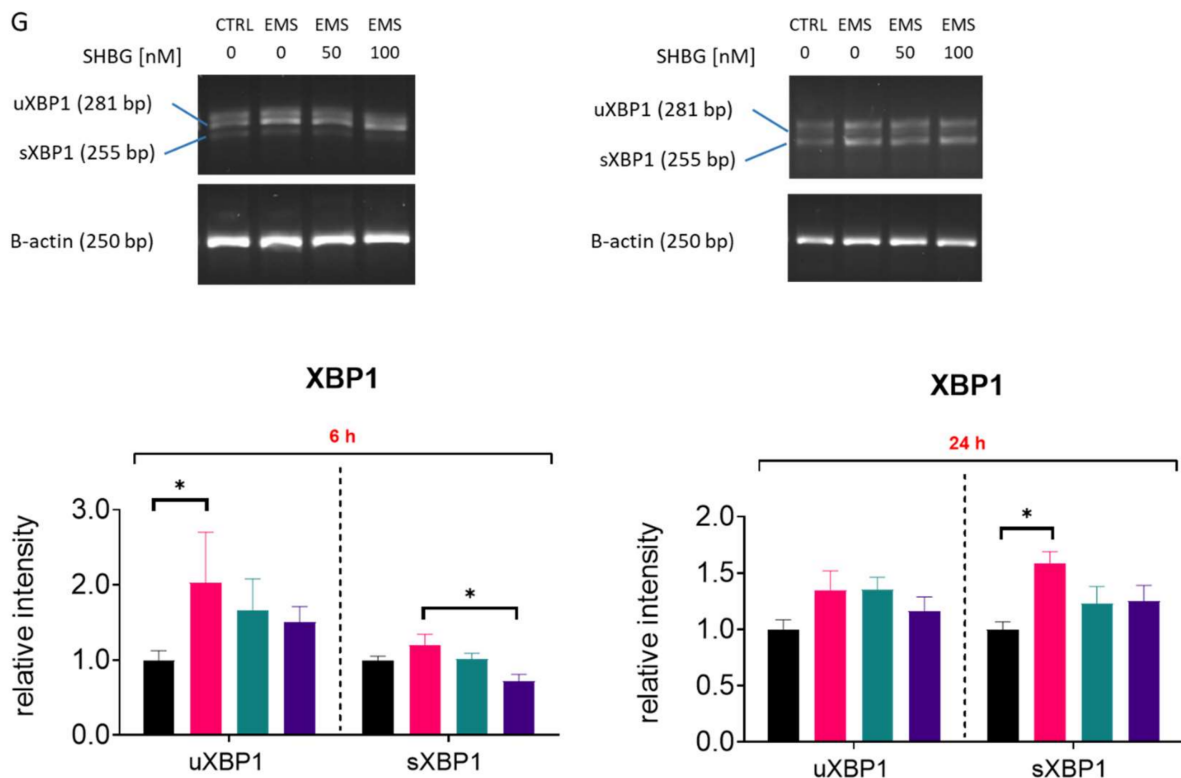 G
CTRL EMS EMS EMS
SHBG [nM] 0 0 50 100
uXBP1 (281 bp)
sXBP1 (255 bp)
B-actin (250 bp)
CTRL EMS EMS EMS
SHBG [nM] 0 0 50 100
uXBP1 (281 bp)
sXBP1 (255 bp)
B-actin (250 bp)
XBP1
6 h
relative intensity
3.0
2.0
1.0
0.0
*
*
uXBP1 sXBP1
XBP1
24 h
relative intensity
2.0
1.5
1.0
0.5
0.0
*
uXBP1 sXBP1